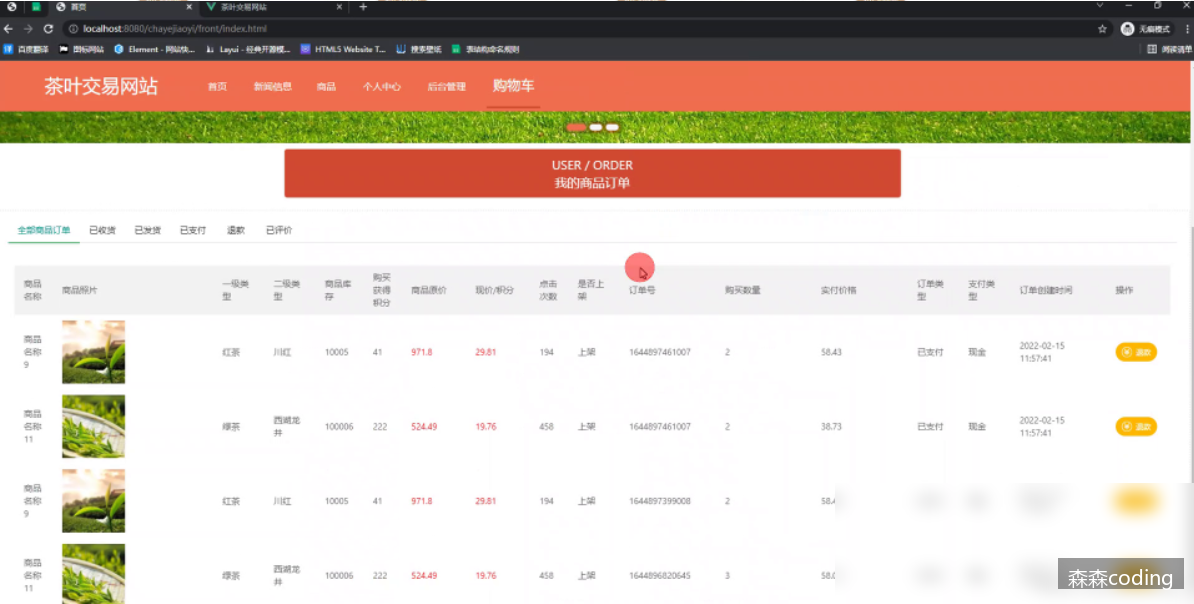 首页
茶叶交易网站
localhost:8080/chayejiaoyi/front/index.html
无痕模式
百度翻译 图标网站 Element - 网站快... Layui - 经典开源模... HTML5 Website T... 搜索壁纸 表结构命名规则
阅读清单
茶叶交易网站 首页 新闻信息 商品 个人中心 后台管理 购物车
USER / ORDER
我的商品订单
全部商品订单 已收货 已发货 已支付 退款 已评价
商品名称 商品照片 一级类型 二级类型 商品库存 购买获得积分 商品原价 现价/积分 点击次数 是否上架 订单号 购买数量 实付价格 订单类型 支付类型 订单创建时间 操作
商品名称9 红茶 川红 10005 41 971.8 29.81 194 上架 1644897461007 2 58.43 已支付 现金 2022-02-15 11:57:41 退款
商品名称11 绿茶 西湖龙井 100006 222 524.49 19.76 458 上架 1644897461007 2 38.73 已支付 现金 2022-02-15 11:57:41 退款
商品名称9 红茶 川红 10005 41 971.8 29.81 194 上架 1644897399008 2 58.4
商品名称11 绿茶 西湖龙井 100006 222 524.49 19.76 458 上架 1644896820645 3 58.0
森森coding